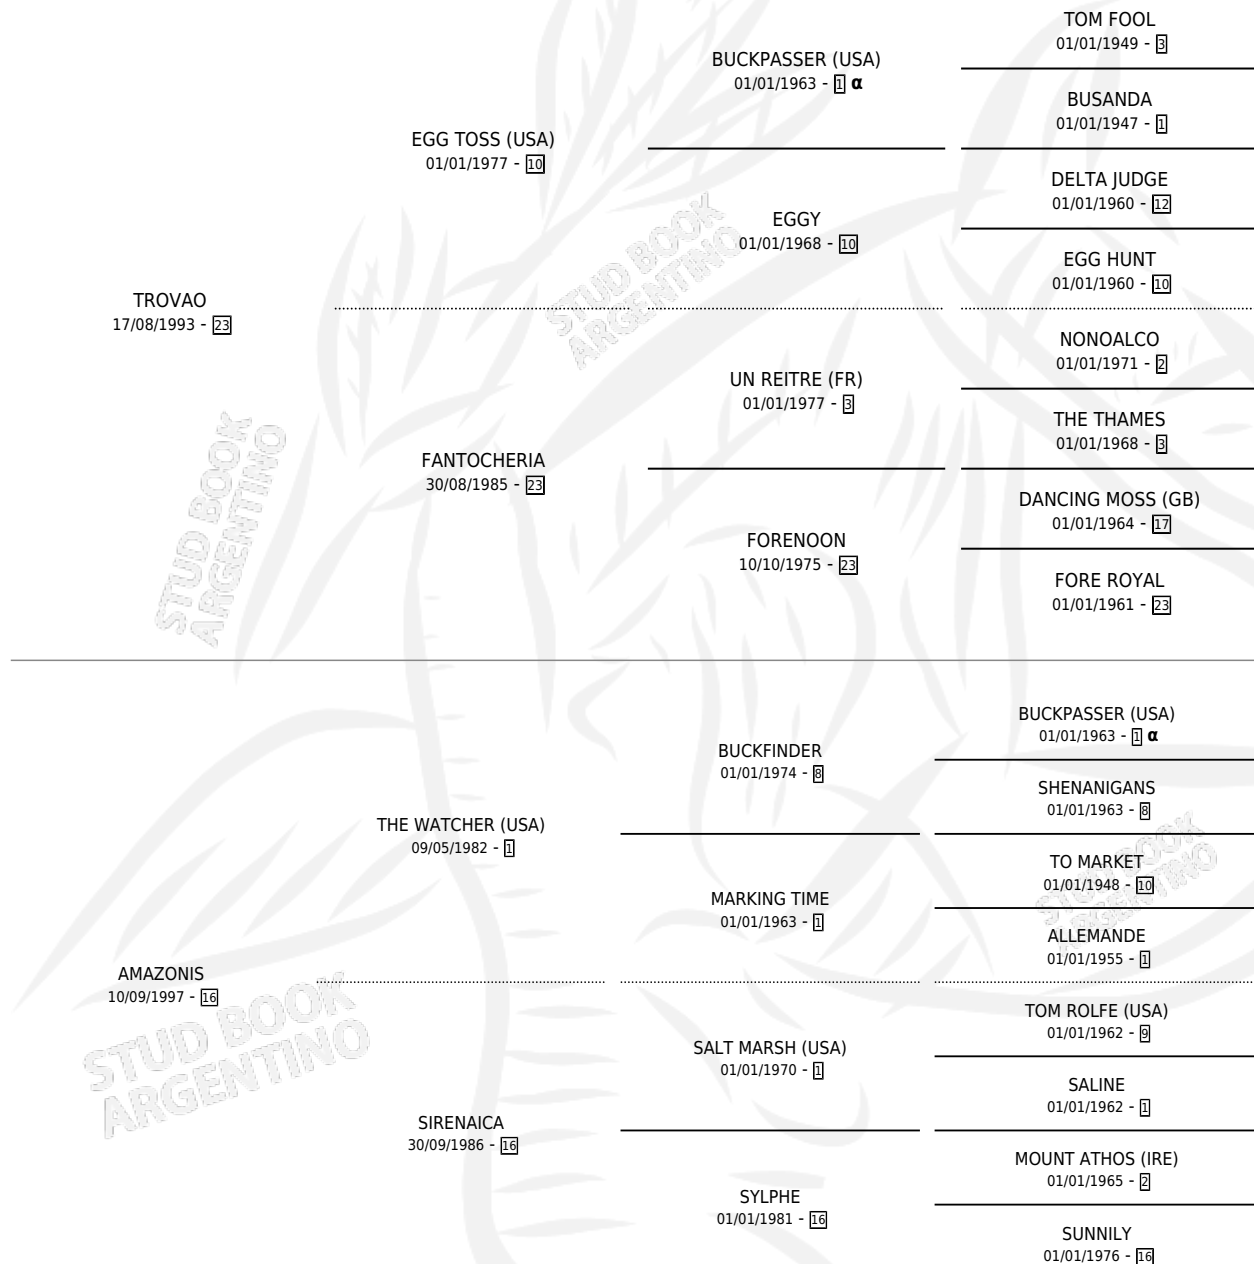 TOM FOOL
01/01/1949 - 3
BUCKPASSER (USA)
01/01/1963 - 1 α
BUSANDA
01/01/1947 - 1
EGG TOSS (USA)
01/01/1977 - 10
DELTA JUDGE
01/01/1960 - 12
EGGY
01/01/1968 - 10
EGG HUNT
01/01/1960 - 10
TROVAO
17/08/1993 - 23
NONOALCO
01/01/1971 - 2
UN REITRE (FR)
01/01/1977 - 3
THE THAMES
01/01/1968 - 3
FANTOCHERIA
30/08/1985 - 23
DANCING MOSS (GB)
01/01/1964 - 17
FORENOON
10/10/1975 - 23
FORE ROYAL
01/01/1961 - 23
BUCKPASSER (USA)
01/01/1963 - 1 α
BUCKFINDER
01/01/1974 - 8
SHENANIGANS
01/01/1963 - 8
THE WATCHER (USA)
09/05/1982 - 1
TO MARKET
01/01/1948 - 10
MARKING TIME
01/01/1963 - 1
ALLEMANDE
01/01/1955 - 1
AMAZONIS
10/09/1997 - 16
TOM ROLFE (USA)
01/01/1962 - 9
SALT MARSH (USA)
01/01/1970 - 1
SALINE
01/01/1962 - 1
SIRENAICA
30/09/1986 - 16
MOUNT ATHOS (IRE)
01/01/1965 - 2
SYLPHE
01/01/1981 - 16
SUNNILY
01/01/1976 - 16
STUD BOOK
ARGENTINO
STUD BOOK
ARGENTINO
STUD BOOK
ARGENTINO
STUD BOOK
ARGENTINO